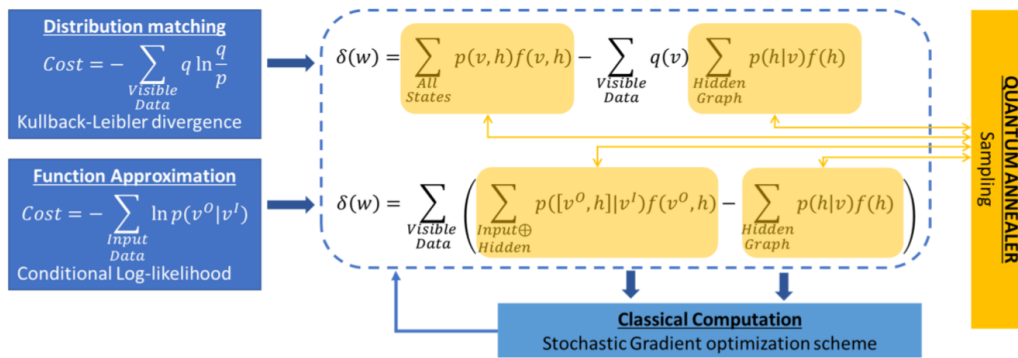 Distribution matching
Cost = − ∑ q ln q/p
Visible
Data
Kullback-Leibler divergence
δ(w) = ∑ p(v, h)f(v, h) − ∑ q(v) ∑ p(h|v)f(h)
All
States
Visible
Data
Hidden
Graph
Function Approximation
Cost = − ∑ ln p(v^O|v^I)
Input
Data
Conditional Log-likelihood
δ(w) = ∑ ( ∑ p([v^O, h]|v^I)f(v^O, h) − ∑ p(h|v)f(h) )
Visible
Data
Input⊕
Hidden
Hidden
Graph
QUANTUM ANNEALER
Sampling
Classical Computation
Stochastic Gradient optimization scheme